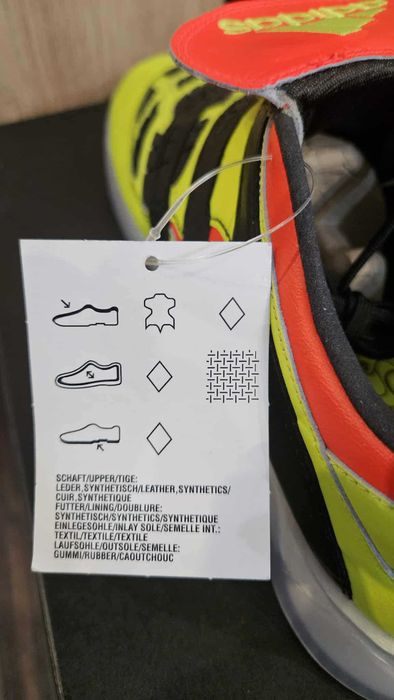 adidas
SCHAFT/UPPER/TIGE:
LEDER,SYNTHETISCH/LEATHER,SYNTHETICS/
CUIR,SYNTHETIQUE
FUTTER/LINING/DOUBLURE:
SYNTHETISCH/SYNTHETICS/SYNTHETIQUE
EINLEGESOHLE/INLAY SOLE/SEMELLE INT.:
TEXTIL/TEXTILE/TEXTILE
LAUFSOHLE/OUTSOLE/SEMELLE:
GUMMI/RUBBER/CAOUTCHOUC